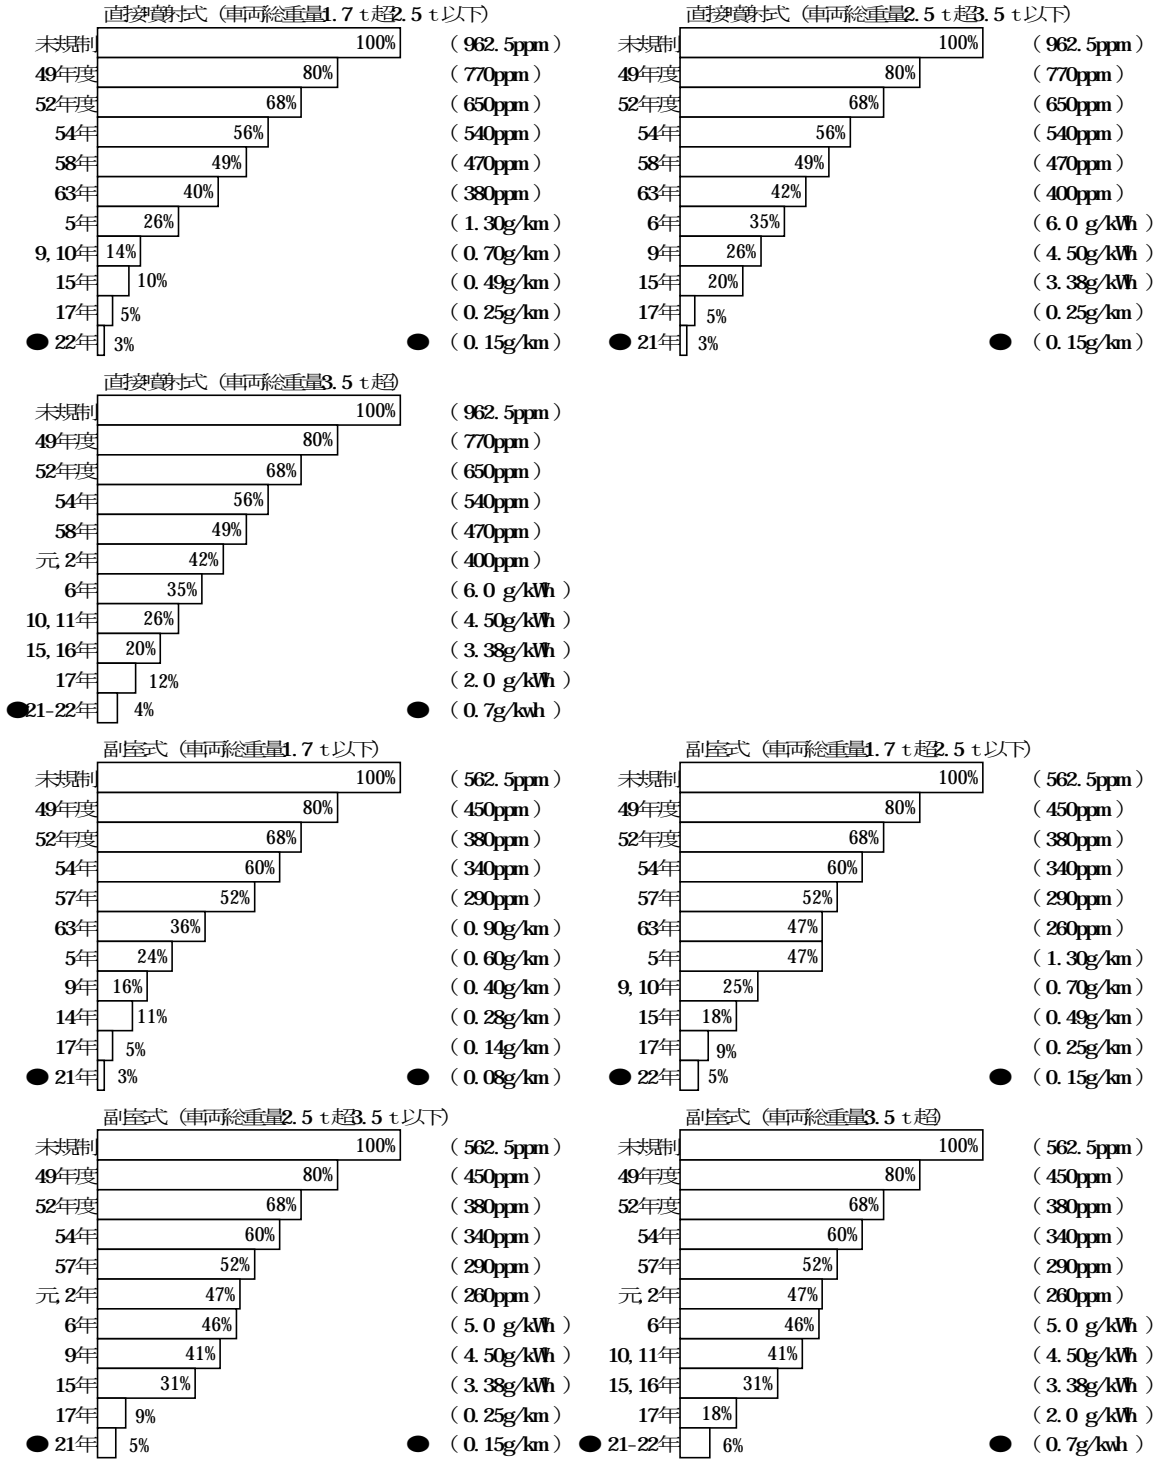 直接噴射式 (車両総重量1.7ｔ超2.5ｔ以下)
未規制 100% (962.5ppm)
49年度 80% (770ppm)
52年度 68% (650ppm)
54年 56% (540ppm)
58年 49% (470ppm)
63年 40% (380ppm)
5年 26% (1.30g/km)
9,10年 14% (0.70g/km)
15年 10% (0.49g/km)
17年 5% (0.25g/km)
●22年 3% ●(0.15g/km)
直接噴射式 (車両総重量2.5ｔ超3.5ｔ以下)
未規制 100% (962.5ppm)
49年度 80% (770ppm)
52年度 68% (650ppm)
54年 56% (540ppm)
58年 49% (470ppm)
63年 42% (400ppm)
6年 35% (6.0 g/kWh)
9年 26% (4.50g/kWh)
15年 20% (3.38g/kWh)
17年 5% (0.25g/km)
●21年 3% ●(0.15g/km)
直接噴射式 (車両総重量3.5ｔ超)
未規制 100% (962.5ppm)
49年度 80% (770ppm)
52年度 68% (650ppm)
54年 56% (540ppm)
58年 49% (470ppm)
元,2年 42% (400ppm)
6年 35% (6.0 g/kWh)
10,11年 26% (4.50g/kWh)
15,16年 20% (3.38g/kWh)
17年 12% (2.0 g/kWh)
●21-22年 4% ●(0.7g/kwh)
副室式 (車両総重量1.7ｔ以下)
未規制 100% (562.5ppm)
49年度 80% (450ppm)
52年度 68% (380ppm)
54年 60% (340ppm)
57年 52% (290ppm)
63年 36% (0.90g/km)
5年 24% (0.60g/km)
9年 16% (0.40g/km)
14年 11% (0.28g/km)
17年 5% (0.14g/km)
●21年 3% ●(0.08g/km)
副室式 (車両総重量1.7ｔ超2.5ｔ以下)
未規制 100% (562.5ppm)
49年度 80% (450ppm)
52年度 68% (380ppm)
54年 60% (340ppm)
57年 52% (290ppm)
63年 47% (260ppm)
5年 47% (1.30g/km)
9,10年 25% (0.70g/km)
15年 18% (0.49g/km)
17年 9% (0.25g/km)
●22年 5% ●(0.15g/km)
副室式 (車両総重量2.5ｔ超3.5ｔ以下)
未規制 100% (562.5ppm)
49年度 80% (450ppm)
52年度 68% (380ppm)
54年 60% (340ppm)
57年 52% (290ppm)
元,2年 47% (260ppm)
6年 46% (5.0 g/kWh)
9年 41% (4.50g/kWh)
15年 31% (3.38g/kWh)
17年 9% (0.25g/km)
●21年 5% ●(0.15g/km)
副室式 (車両総重量3.5ｔ超)
未規制 100% (562.5ppm)
49年度 80% (450ppm)
52年度 68% (380ppm)
54年 60% (340ppm)
57年 52% (290ppm)
元,2年 47% (260ppm)
6年 46% (5.0 g/kWh)
10,11年 41% (4.50g/kWh)
15,16年 31% (3.38g/kWh)
17年 18% (2.0 g/kWh)
●21-22年 6% ●(0.7g/kwh)